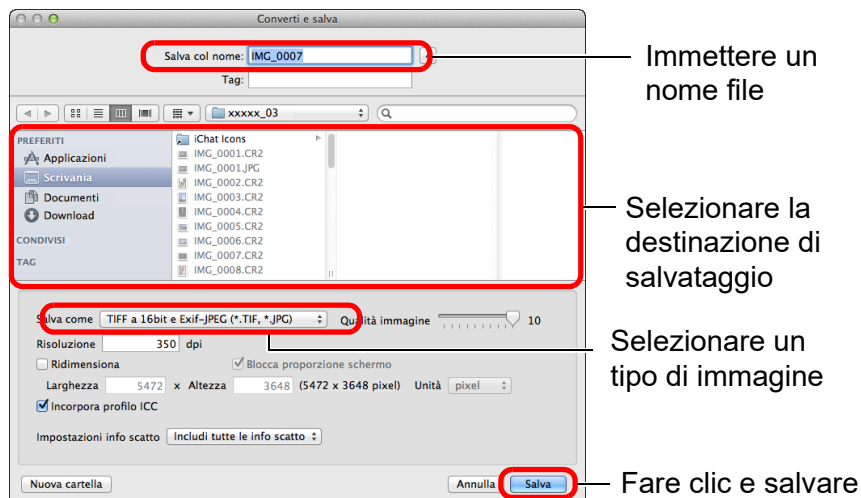 Converti e salva
Salva col nome: IMG_0007
Tag:
Immettere un
nome file
xxxxx_03
PREFERITI
Applicazioni
Scrivania
Documenti
Download
CONDIVISI
TAG
iChat Icons
IMG_0001.CR2
IMG_0001.JPG
IMG_0002.CR2
IMG_0003.CR2
IMG_0004.CR2
IMG_0005.CR2
IMG_0006.CR2
IMG_0007.CR2
IMG_0008.CR2
Selezionare la
destinazione di
salvataggio
Salva come TIFF a 16bit e Exif-JPEG (*.TIF, *.JPG) Qualità immagine 10
Risoluzione 350 dpi
Ridimensiona Blocca proporzione schermo
Larghezza 5472 x Altezza 3648 (5472 x 3648 pixel) Unità pixel
Incorpora profilo ICC
Impostazioni info scatto Includi tutte le info scatto
Selezionare un
tipo di immagine
Nuova cartella Annulla Salva
Fare clic e salvare